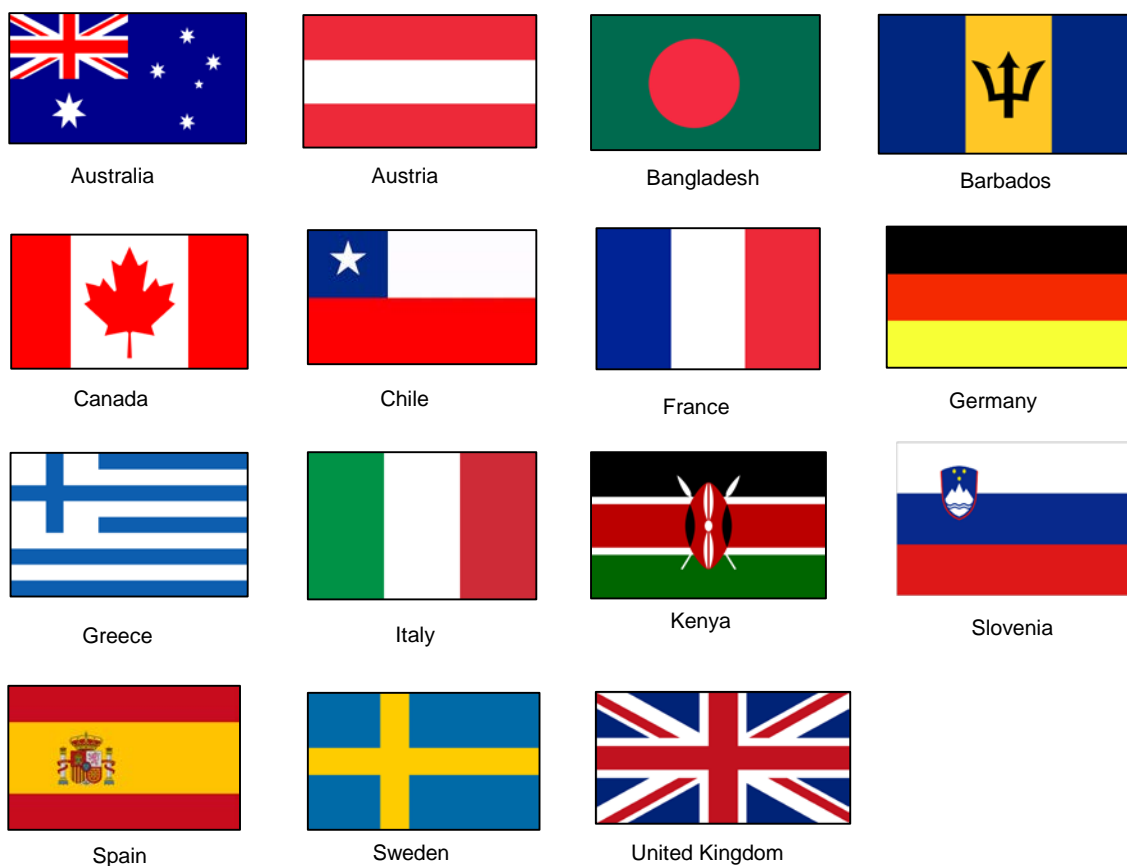 Australia
Austria
Bangladesh
Barbados
Canada
Chile
France
Germany
Greece
Italy
Kenya
Slovenia
Spain
Sweden
United Kingdom